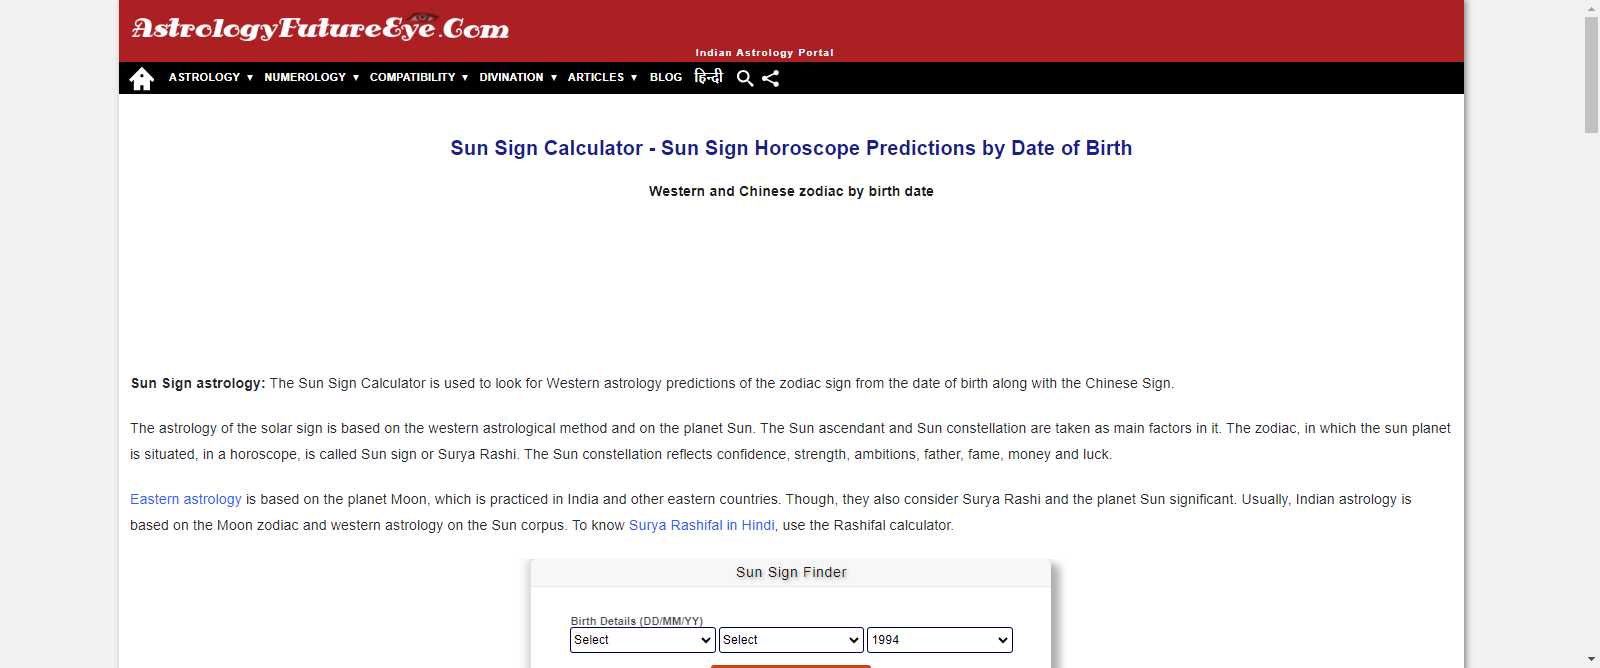 AstrologyFutureEye.Com
Indian Astrology Portal
ASTROLOGY ▼ NUMEROLOGY ▼ COMPATIBILITY ▼ DIVINATION ▼ ARTICLES ▼ BLOG हिन्दी
Sun Sign Calculator - Sun Sign Horoscope Predictions by Date of Birth
Western and Chinese zodiac by birth date
Sun Sign astrology: The Sun Sign Calculator is used to look for Western astrology predictions of the zodiac sign from the date of birth along with the Chinese Sign.
The astrology of the solar sign is based on the western astrological method and on the planet Sun. The Sun ascendant and Sun constellation are taken as main factors in it. The zodiac, in which the sun planet
is situated, in a horoscope, is called Sun sign or Surya Rashi. The Sun constellation reflects confidence, strength, ambitions, father, fame, money and luck.
Eastern astrology is based on the planet Moon, which is practiced in India and other eastern countries. Though, they also consider Surya Rashi and the planet Sun significant. Usually, Indian astrology is
based on the Moon zodiac and western astrology on the Sun corpus. To know Surya Rashifal in Hindi, use the Rashifal calculator.
Sun Sign Finder
Birth Details (DD/MM/YY)
Select Select 1994